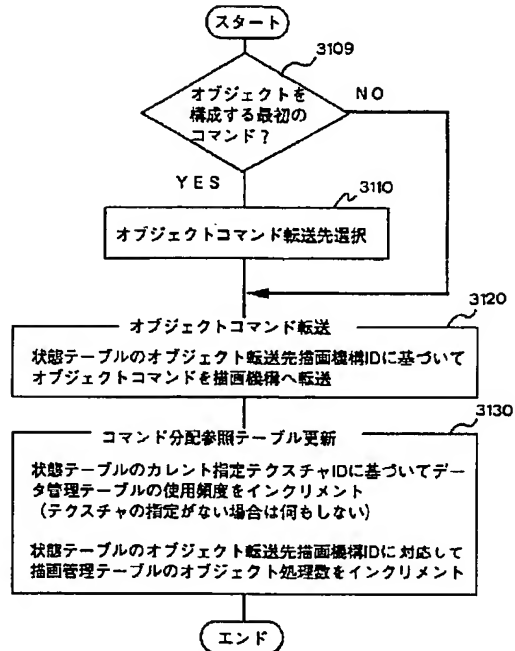 スタート
3109
オブジェクトを
構成する最初の
コマンド?
NO
YES
3110
オブジェクトコマンド転送先選択
3120
オブジェクトコマンド転送
状態テーブルのオブジェクト転送先描画機構IDに基づいて
オブジェクトコマンドを描画機構へ転送
3130
コマンド分配参照テーブル更新
状態テーブルのカレント指定テクスチャIDに基づいてデー
タ管理テーブルの使用頻度をインクリメント
(テクスチャの指定がない場合は何もしない)
状態テーブルのオブジェクト転送先描画機構IDに対応して
描画管理テーブルのオブジェクト処理数をインクリメント
エンド